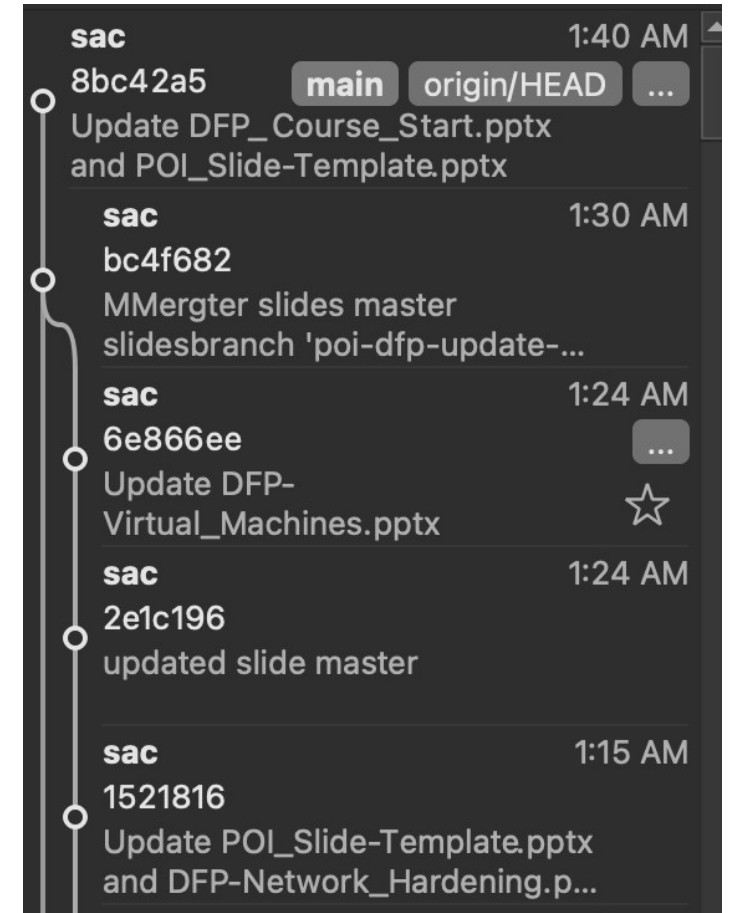 sac 1:40 AM
8bc42a5 main origin/HEAD ...
Update DFP_Course_Start.pptx
and POI_Slide-Template.pptx
sac 1:30 AM
bc4f682
MMergter slides master
slidesbranch 'poi-dfp-update-...
sac 1:24 AM
6e866ee ...
Update DFP-
Virtual_Machines.pptx
sac 1:24 AM
2e1c196
updated slide master
sac 1:15 AM
1521816
Update POI_Slide-Template.pptx
and DFP-Network_Hardening.p...